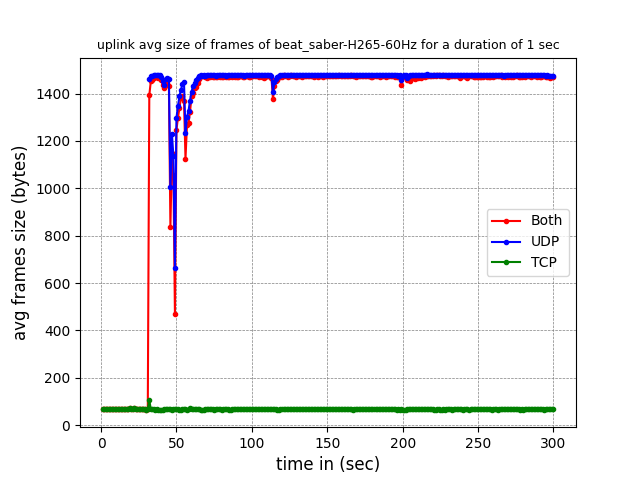 uplink avg size of frames of beat_saber-H265-60Hz for a duration of 1 sec
avg frames size (bytes)
1400
1200
1000
800
600
400
200
0
Both
UDP
TCP
0 50 100 150 200 250 300
time in (sec)